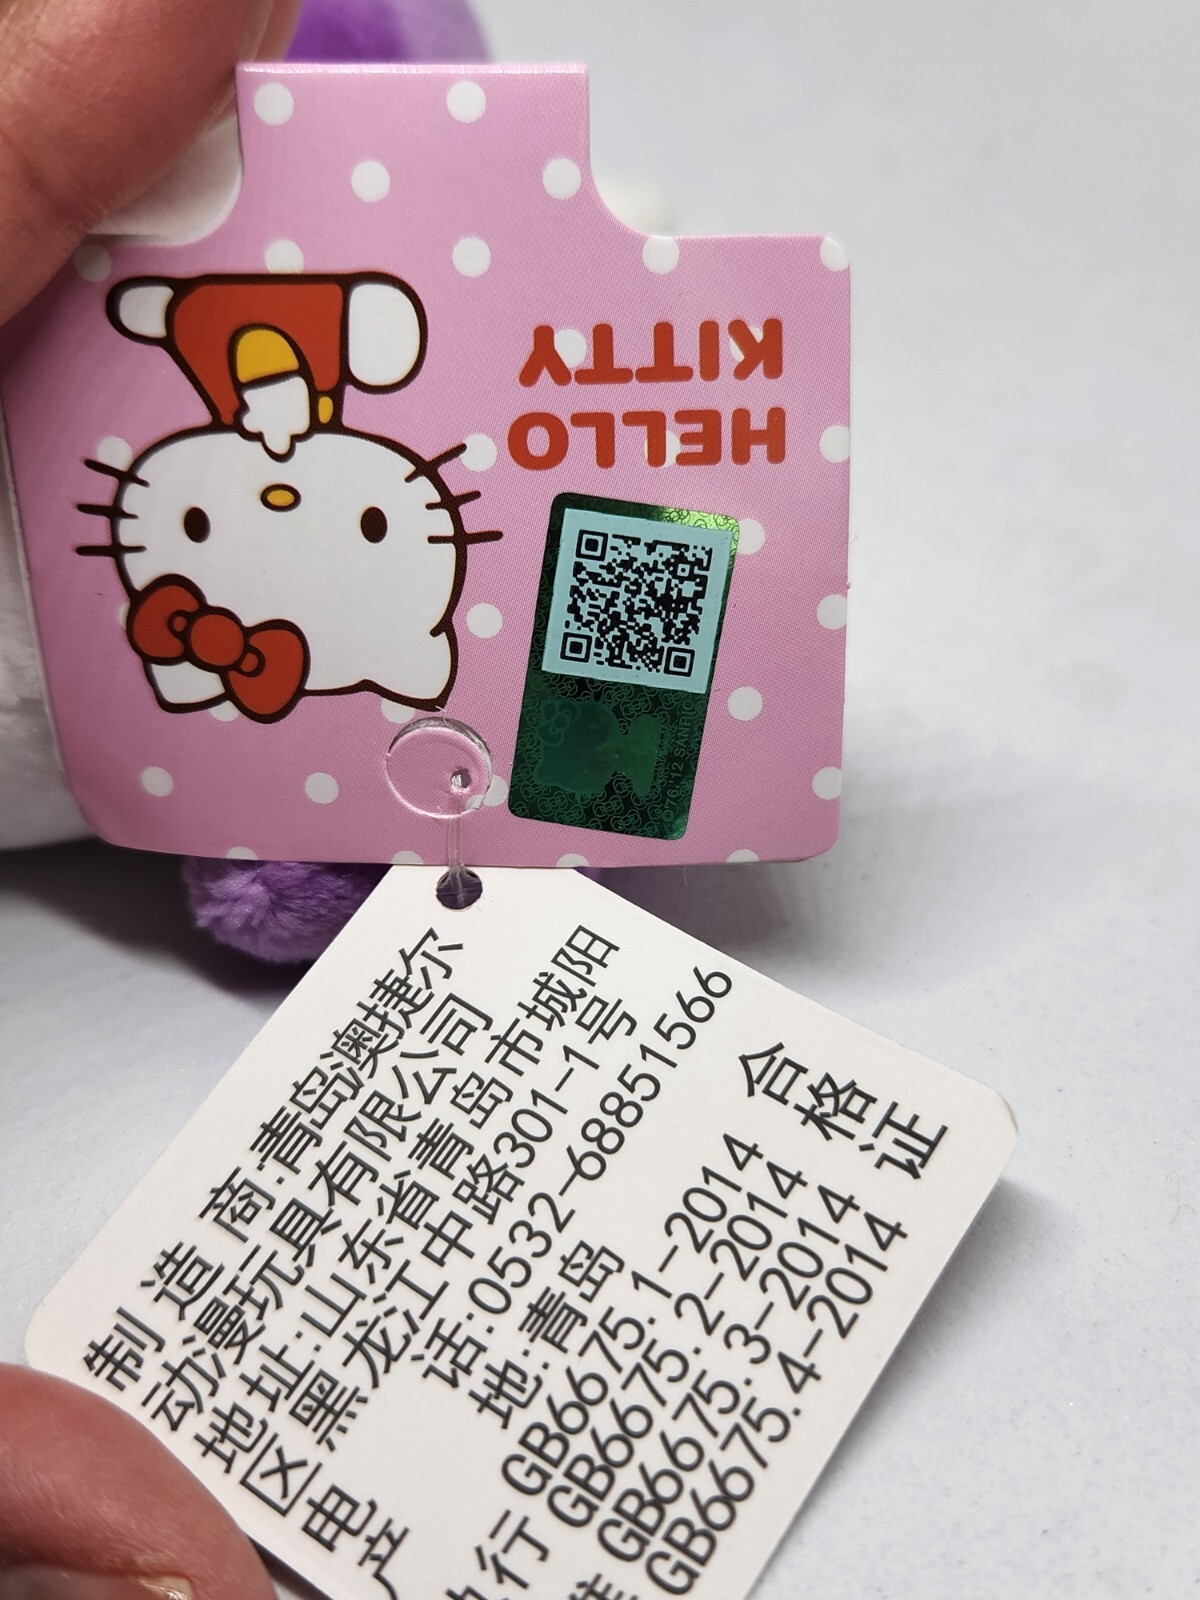 HELLO
KITTY
©'76,'12 SANRIO
合格证
制造商:青岛澳捷尔
动漫玩具有限公司
地址:山东省青岛市城阳
区黑龙江中路301-1号
电话:0532-68851566
产地:青岛
执行 GB6675.1-2014
GB6675.2-2014
GB6675.3-2014
GB6675.4-2014